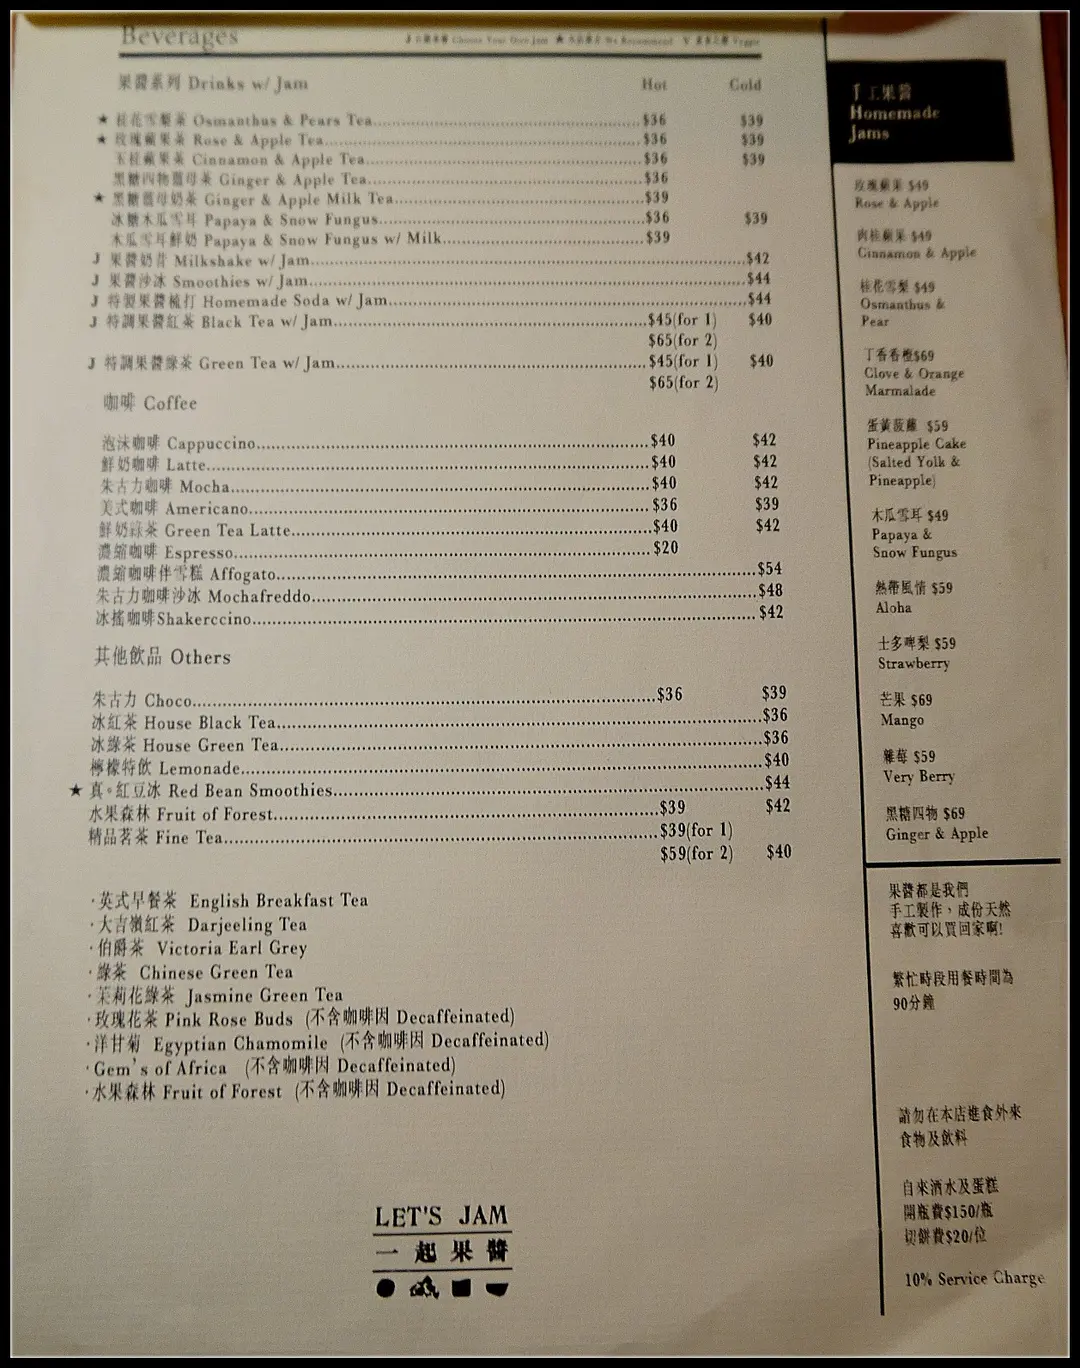 Beverages
J 自選果醬 Choose Your Own Jam ★ We Recommend V 素食之選 Veggie
果醬系列 Drinks w/ Jam Hot Cold
★ 桂花雪梨茶 Osmanthus & Pears Tea $36 $39
★ 玫瑰蘋果茶 Rose & Apple Tea $36 $39
玉桂蘋果茶 Cinnamon & Apple Tea $36 $39
黑糖四物薑母茶 Ginger & Apple Tea $36
★ 黑糖薑母奶茶 Ginger & Apple Milk Tea $39
冰糖木瓜雪耳 Papaya & Snow Fungus $36 $39
木瓜雪耳鮮奶 Papaya & Snow Fungus w/ Milk $39
J 果醬奶昔 Milkshake w/ Jam $42
J 果醬沙冰 Smoothies w/ Jam $44
J 特製果醬梳打 Homemade Soda w/ Jam $44
J 特調果醬紅茶 Black Tea w/ Jam $45(for 1) $40
$65(for 2)
J 特調果醬綠茶 Green Tea w/ Jam $45(for 1) $40
$65(for 2)
咖啡 Coffee
泡沫咖啡 Cappuccino $40 $42
鮮奶咖啡 Latte $40 $42
朱古力咖啡 Mocha $40 $42
美式咖啡 Americano $36 $39
鮮奶綠茶 Green Tea Latte $40 $42
濃縮咖啡 Espresso $20
濃縮咖啡伴雪糕 Affogato $54
朱古力咖啡沙冰 Mochafreddo $48
冰搖咖啡Shakerccino $42
其他飲品 Others
朱古力 Choco $36 $39
冰紅茶 House Black Tea $36
冰綠茶 House Green Tea $36
檸檬特飲 Lemonade $40
★ 真。紅豆冰 Red Bean Smoothies $44
水果森林 Fruit of Forest $39 $42
精品茗茶 Fine Tea $39(for 1)
$59(for 2) $40
·英式早餐茶 English Breakfast Tea
·大吉嶺紅茶 Darjeeling Tea
·伯爵茶 Victoria Earl Grey
·綠茶 Chinese Green Tea
·茉莉花綠茶 Jasmine Green Tea
·玫瑰花茶 Pink Rose Buds (不含咖啡因 Decaffeinated)
·洋甘菊 Egyptian Chamomile (不含咖啡因 Decaffeinated)
·Gem's of Africa (不含咖啡因 Decaffeinated)
·水果森林 Fruit of Forest (不含咖啡因 Decaffeinated)
LET'S JAM
一起果醬
手工果醬
Homemade
Jams
玫瑰蘋果 $49
Rose & Apple
肉桂蘋果 $49
Cinnamon & Apple
桂花雪梨 $49
Osmanthus &
Pear
丁香香橙$69
Clove & Orange
Marmalade
蛋黃菠蘿 $59
Pineapple Cake
(Salted Yolk &
Pineapple)
木瓜雪耳 $49
Papaya &
Snow Fungus
熱帶風情 $59
Aloha
士多啤梨 $59
Strawberry
芒果 $69
Mango
雜莓 $59
Very Berry
黑糖四物 $69
Ginger & Apple
果醬都是我們
手工製作，成份天然
喜歡可以買回家啊!
繁忙時段用餐時間為
90分鐘
請勿在本店進食外來
食物及飲料
自來酒水及蛋糕
開瓶費$150/瓶
切餅費$20/位
10% Service Charge